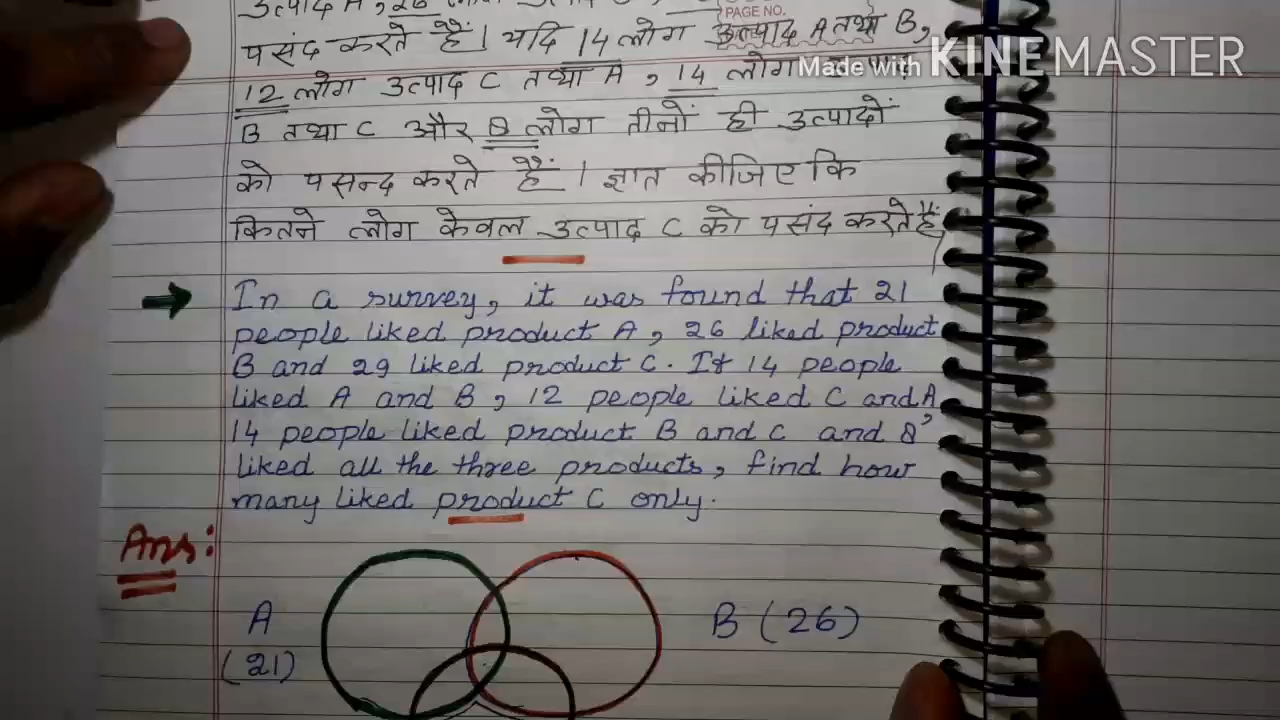 उत्पाद A, 26
PAGE NO.
पसंद करते हैं। यदि 14 लोग उत्पाद A तथा B,
Made with KINEMASTER
12 लोग उत्पाद C तथा A, 14 लोग
B तथा C और 8 लोग तीनों ही उत्पादों
को पसन्द करते हैं। ज्ञात कीजिए कि
कितने लोग केवल उत्पाद C को पसंद करते हैं
In a survey, it was found that 21
people liked product A, 26 liked product
B and 29 liked product C. If 14 people
liked A and B, 12 people liked C and A,
14 people liked product B and C and 8
liked all the three products, find how
many liked product C only.
Ans:
A
B (26)
(21)